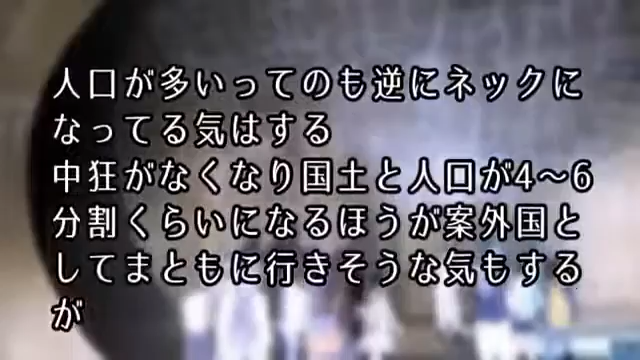 人口が多いってのも逆にネックに
なってる気はする
中狂がなくなり国土と人口が4〜6
分割くらいになるほうが案外国と
してまともに行きそうな気もする
が